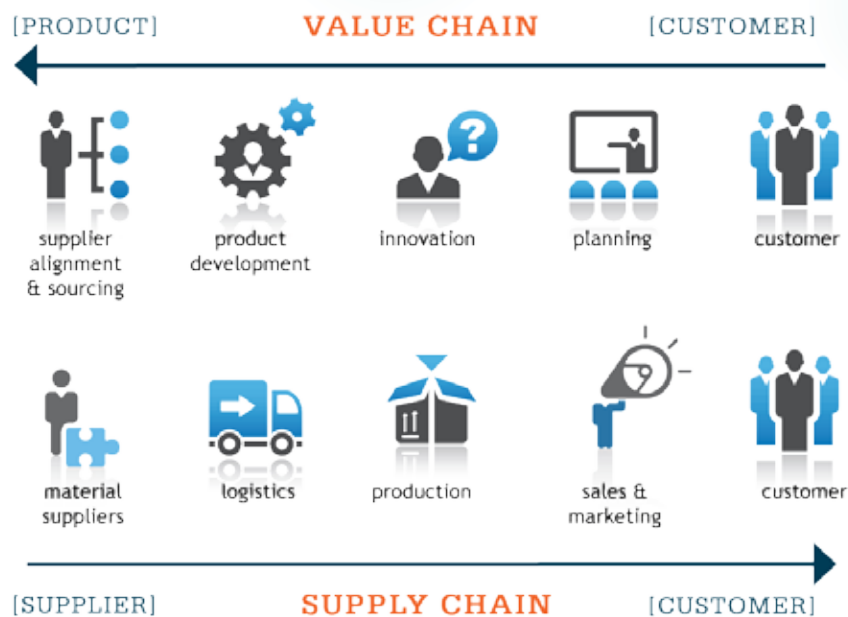 [PRODUCT] VALUE CHAIN [CUSTOMER]
supplier alignment & sourcing
product development
innovation
planning
customer
material suppliers
logistics
production
sales & marketing
customer
[SUPPLIER] SUPPLY CHAIN [CUSTOMER]